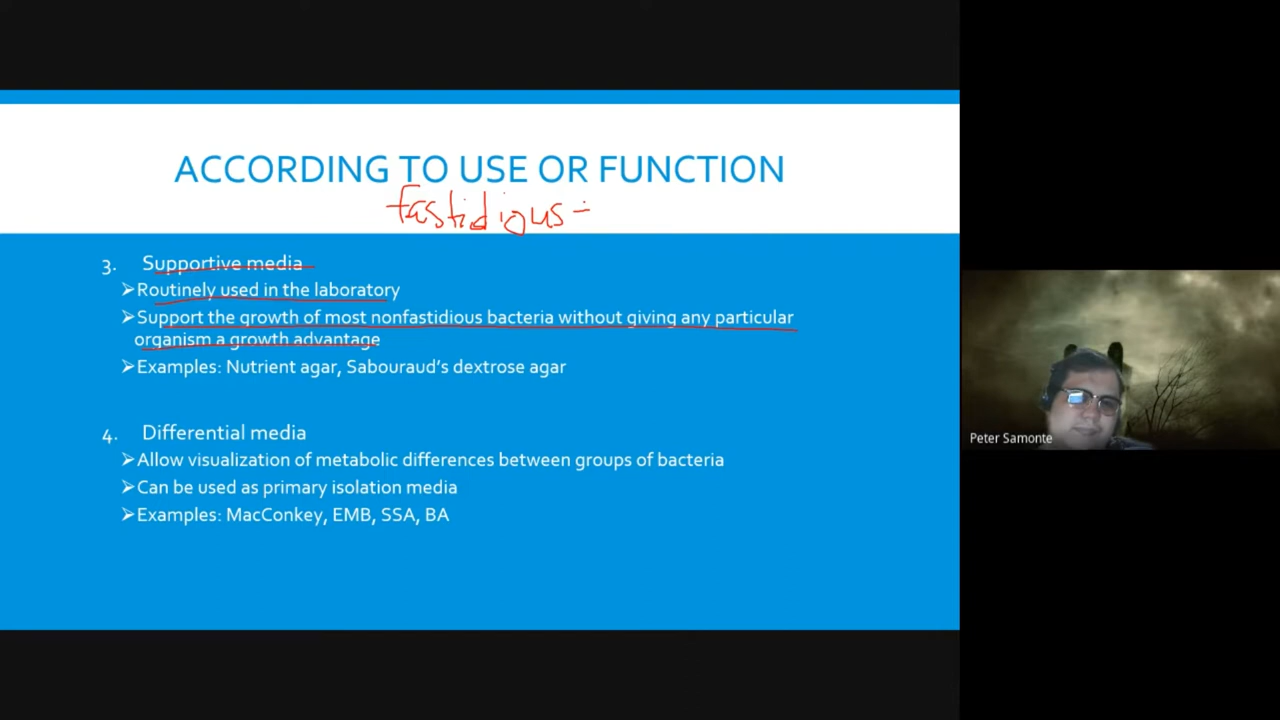 ACCORDING TO USE OR FUNCTION
fastidious -
3. Supportive media
➢Routinely used in the laboratory
➢Support the growth of most nonfastidious bacteria without giving any particular
organism a growth advantage
➢Examples: Nutrient agar, Sabouraud's dextrose agar
4. Differential media
➢Allow visualization of metabolic differences between groups of bacteria
➢Can be used as primary isolation media
➢Examples: MacConkey, EMB, SSA, BA
Peter Samonte